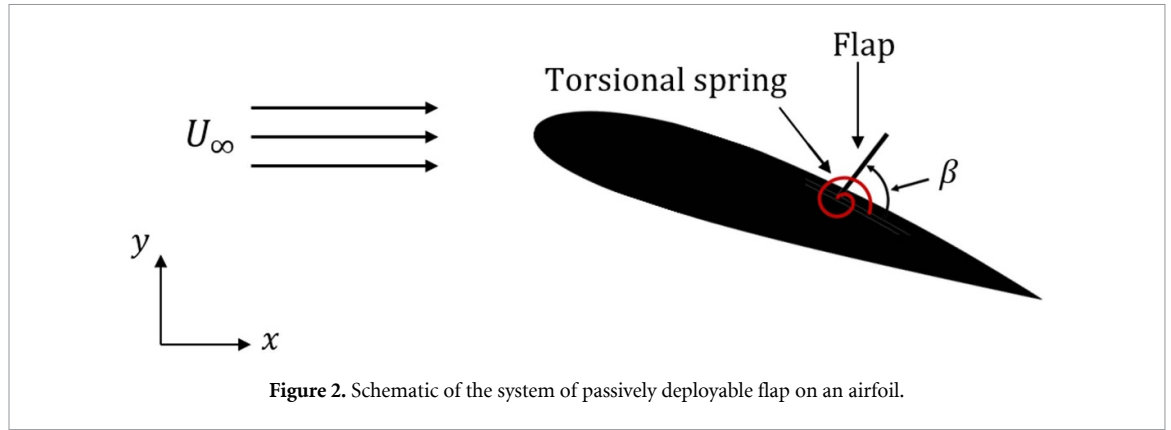 Flap
Torsional spring
U∞
β
y
x
Figure 2. Schematic of the system of passively deployable flap on an airfoil.